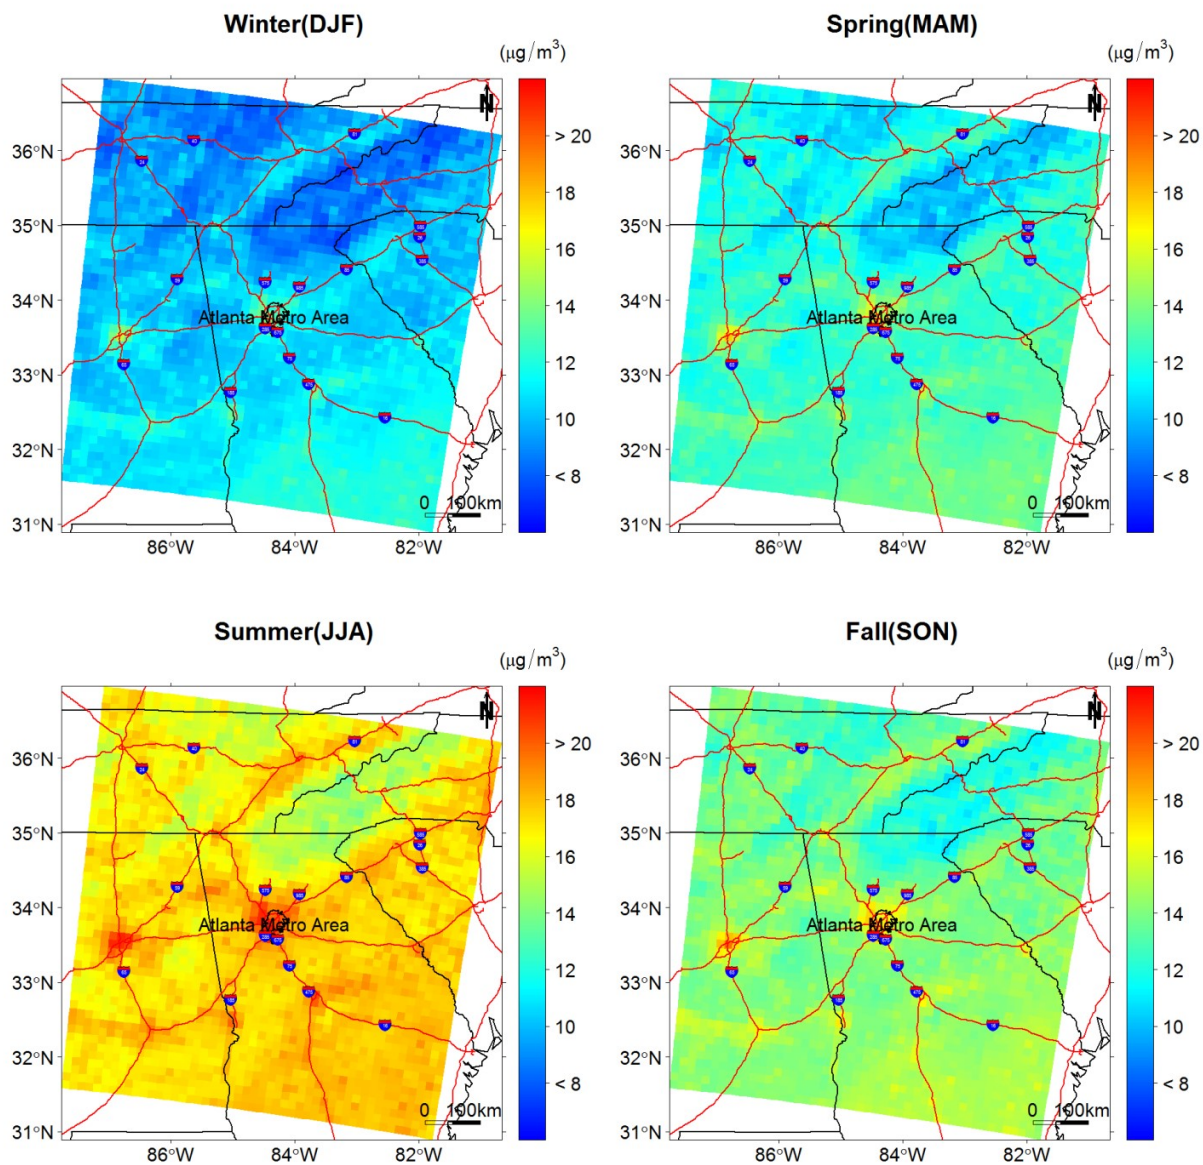 Winter(DJF)
(μg/m³)
N
> 20
18
16
14
12
10
< 8
36°N
35°N
34°N
33°N
32°N
31°N
Atlanta Metro Area
0 100km
86°W 84°W 82°W
Spring(MAM)
(μg/m³)
N
> 20
18
16
14
12
10
< 8
36°N
35°N
34°N
33°N
32°N
31°N
Atlanta Metro Area
0 100km
86°W 84°W 82°W
Summer(JJA)
(μg/m³)
N
> 20
18
16
14
12
10
< 8
36°N
35°N
34°N
33°N
32°N
31°N
Atlanta Metro Area
0 100km
86°W 84°W 82°W
Fall(SON)
(μg/m³)
N
> 20
18
16
14
12
10
< 8
36°N
35°N
34°N
33°N
32°N
31°N
Atlanta Metro Area
0 100km
86°W 84°W 82°W